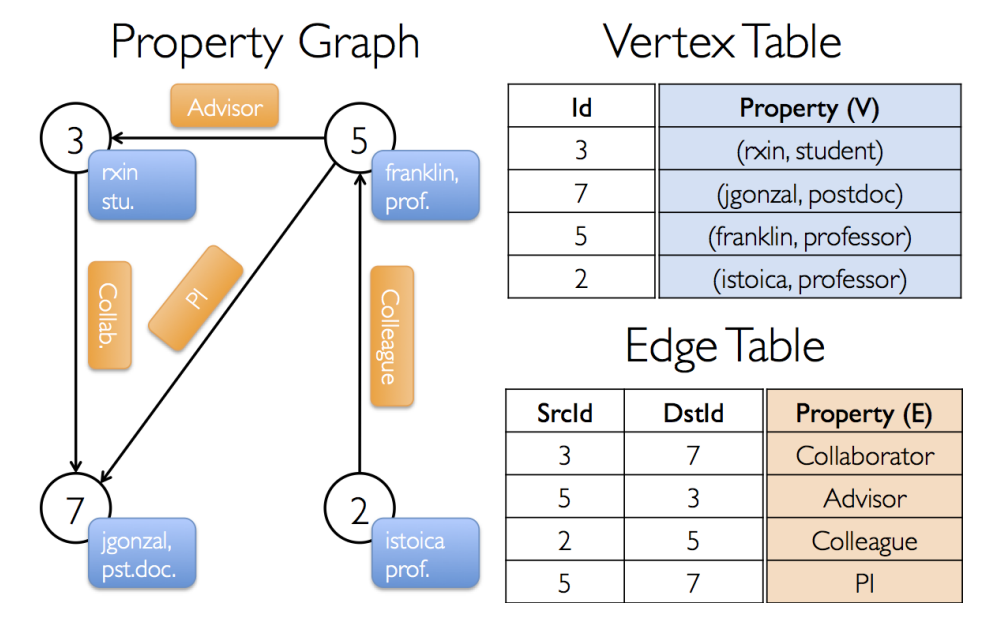 Property Graph
Advisor
3
5
rxin
stu.
franklin,
prof.
Collab.
PI
Colleague
7
2
jgonzal,
pst.doc.
istoica
prof.
Vertex Table
Id Property (V)
3 (rxin, student)
7 (jgonzal, postdoc)
5 (franklin, professor)
2 (istoica, professor)
Edge Table
SrcId DstId Property (E)
3 7 Collaborator
5 3 Advisor
2 5 Colleague
5 7 PI